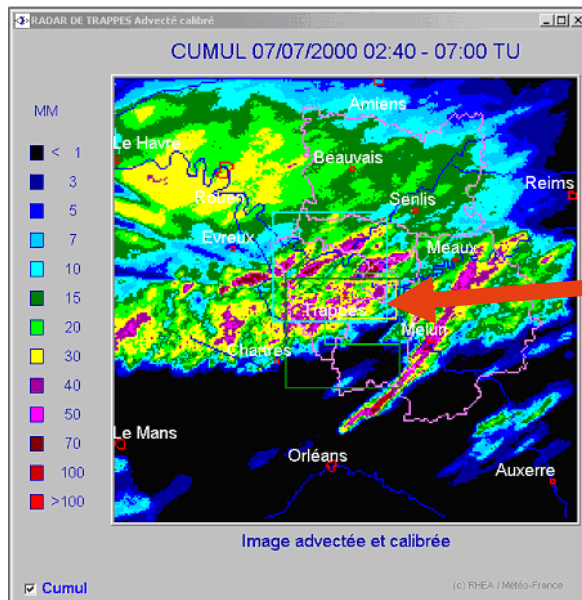 RADAR DE TRAPPES Advecté calibré
CUMUL 07/07/2000 02:40 - 07:00 TU
MM
< 1
3
5
7
10
15
20
30
40
50
70
100
>100
Amiens
Le Havre
Beauvais
Rouen
Senlis
Reims
Evreux
Meaux
Trappes
Melun
Chartres
Le Mans
Orléans
Auxerre
Image advectée et calibrée
Cumul
(c) RHEA / Météo-France